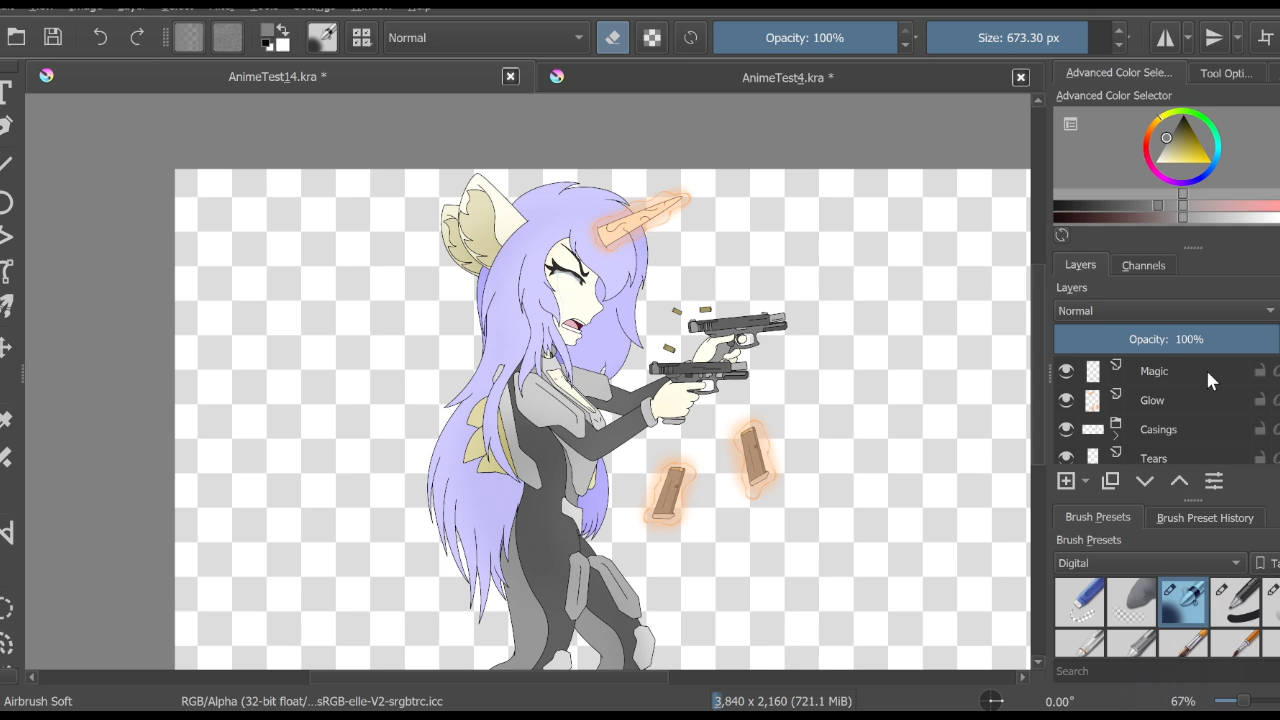 Normal
Opacity: 100%
Size: 673.30 px
AnimeTest14.kra *
AnimeTest4.kra *
Advanced Color Sele...
Tool Opti...
Advanced Color Selector
Layers
Channels
Layers
Normal
Opacity: 100%
Magic
Glow
Casings
Tears
Brush Presets
Brush Preset History
Brush Presets
Digital
Ta
Search
Airbrush Soft
RGB/Alpha (32-bit float/...sRGB-elle-V2-srgbtrc.icc
3,840 x 2,160 (721.1 MiB)
0.00°
67%